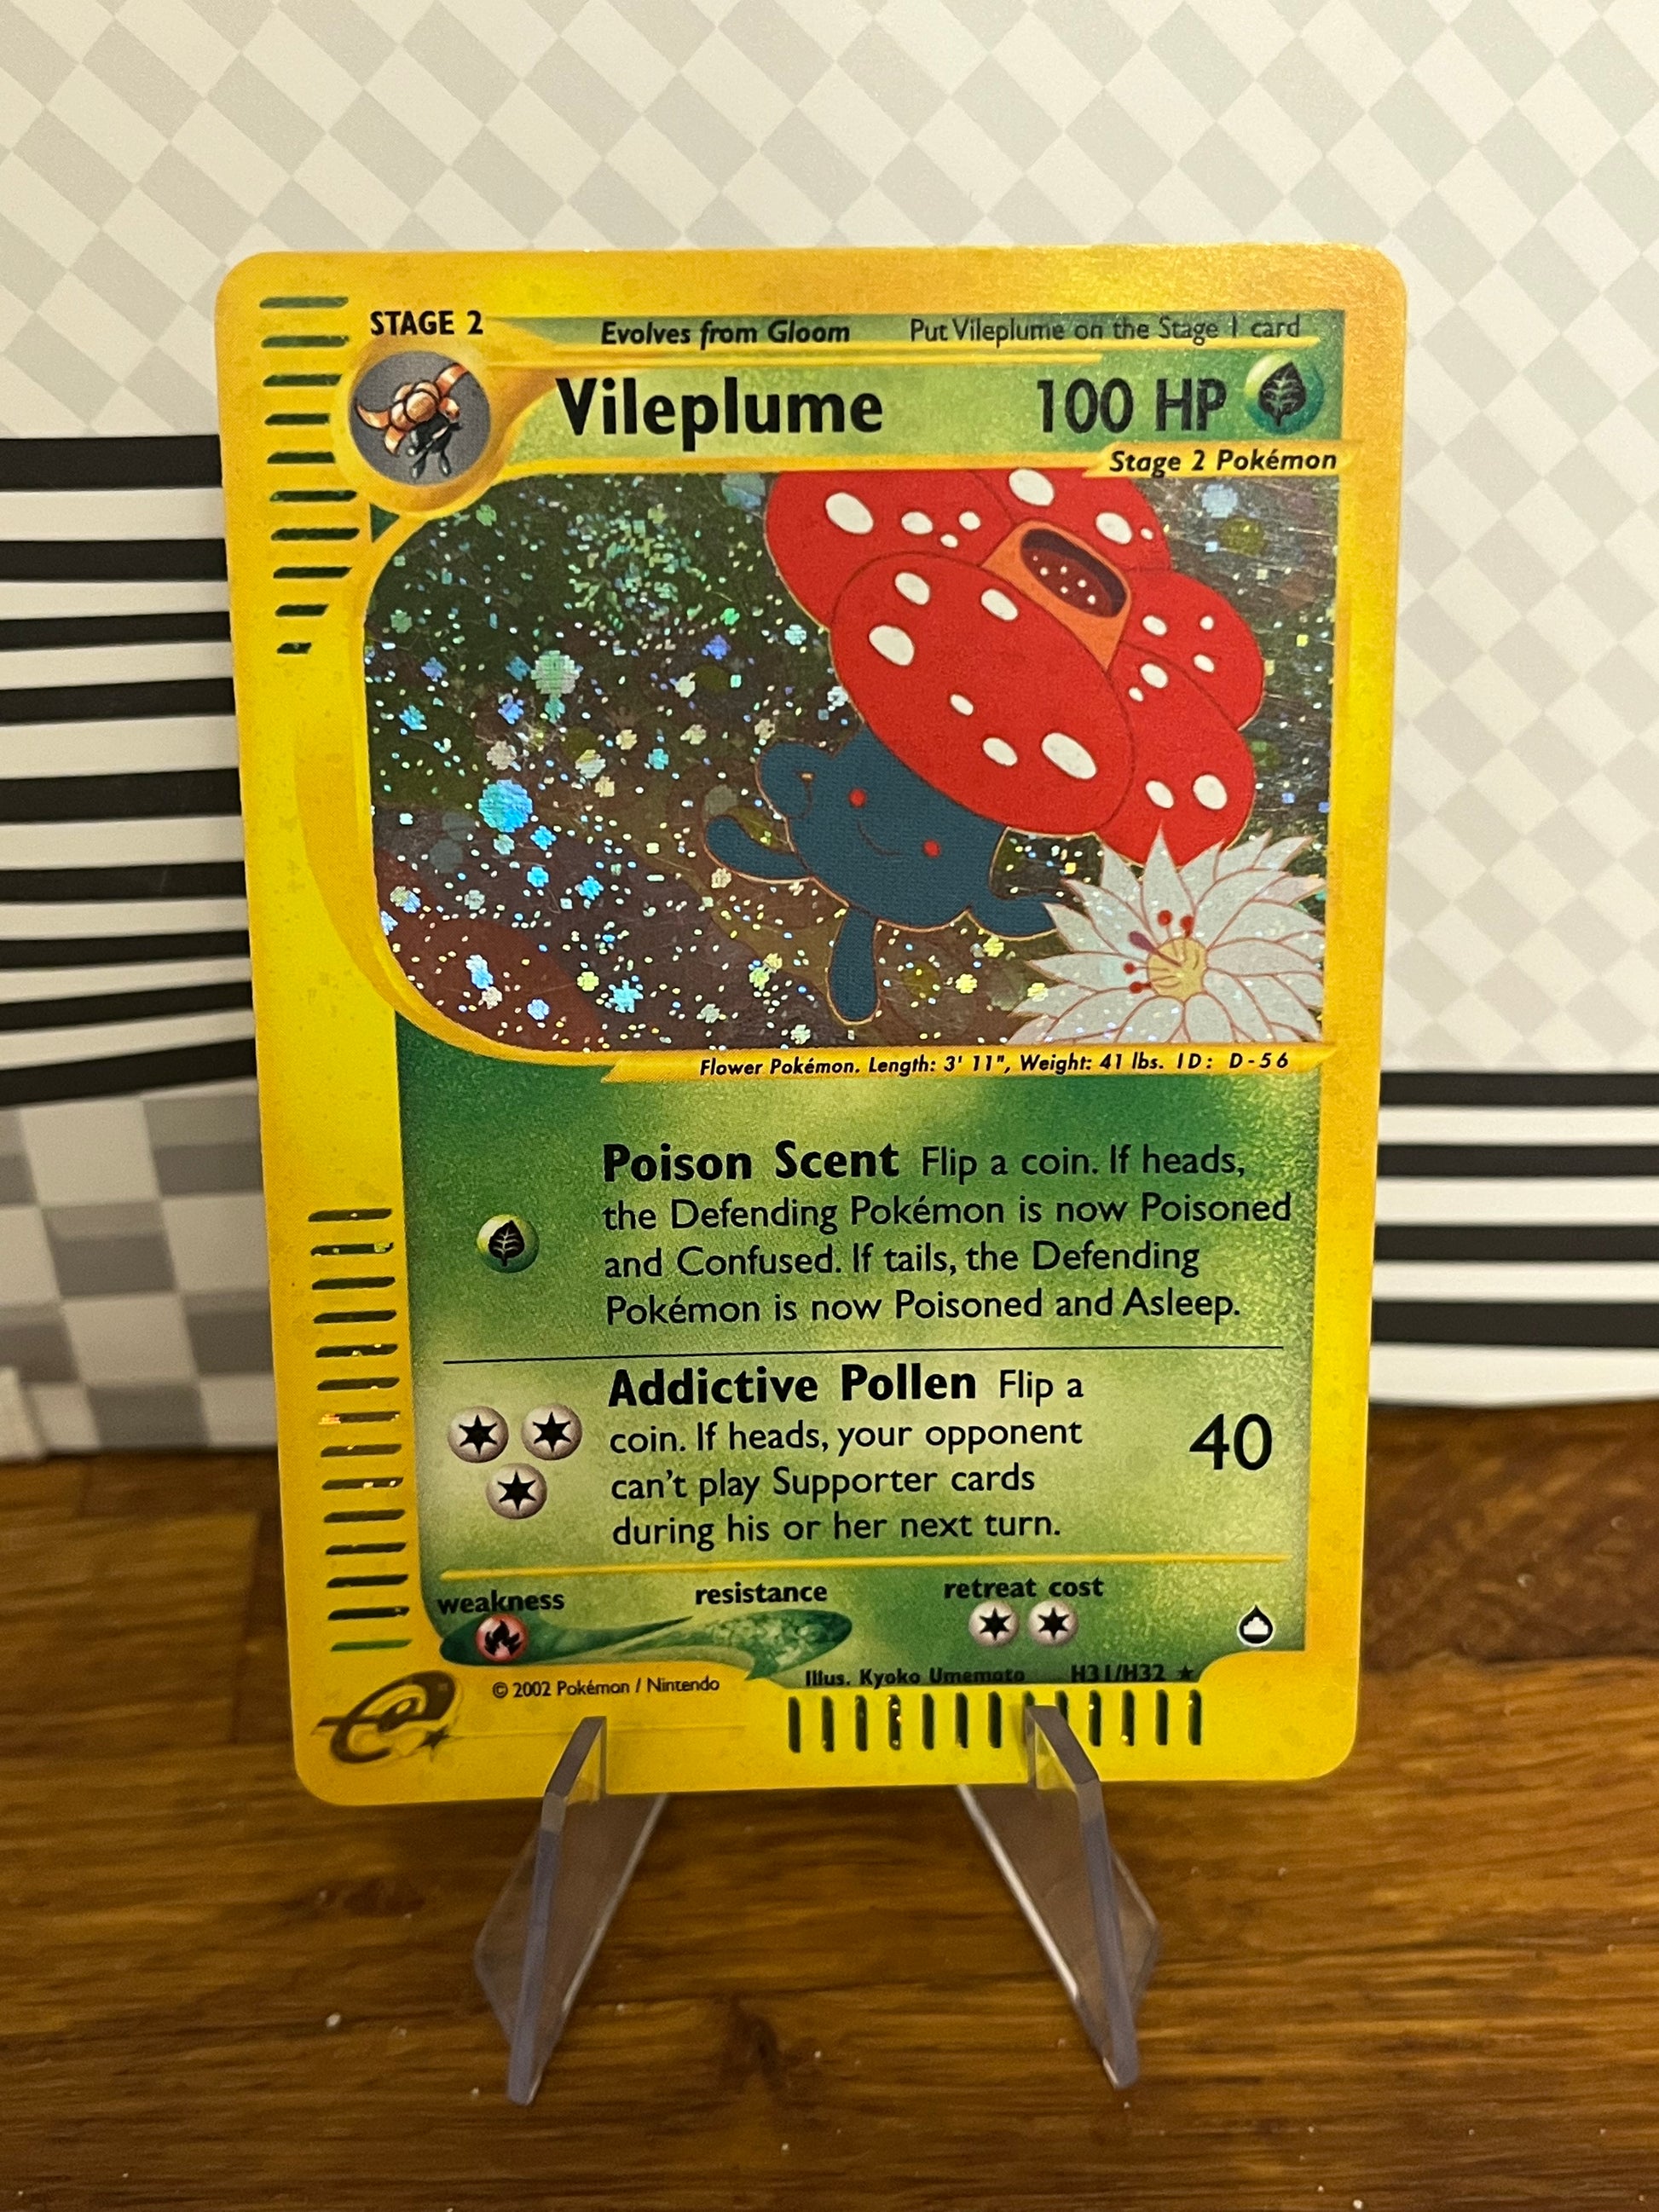 STAGE 2
Evolves from Gloom Put Vileplume on the Stage 1 card
Vileplume 100 HP
Stage 2 Pokémon
Flower Pokémon. Length: 3' 11", Weight: 41 lbs. ID: D-56
Poison Scent Flip a coin. If heads,
the Defending Pokémon is now Poisoned
and Confused. If tails, the Defending
Pokémon is now Poisoned and Asleep.
Addictive Pollen Flip a
coin. If heads, your opponent
can't play Supporter cards
during his or her next turn.
40
weakness resistance retreat cost
© 2002 Pokémon / Nintendo
Illus. Kyoko Umemoto H31/H32 ★
e